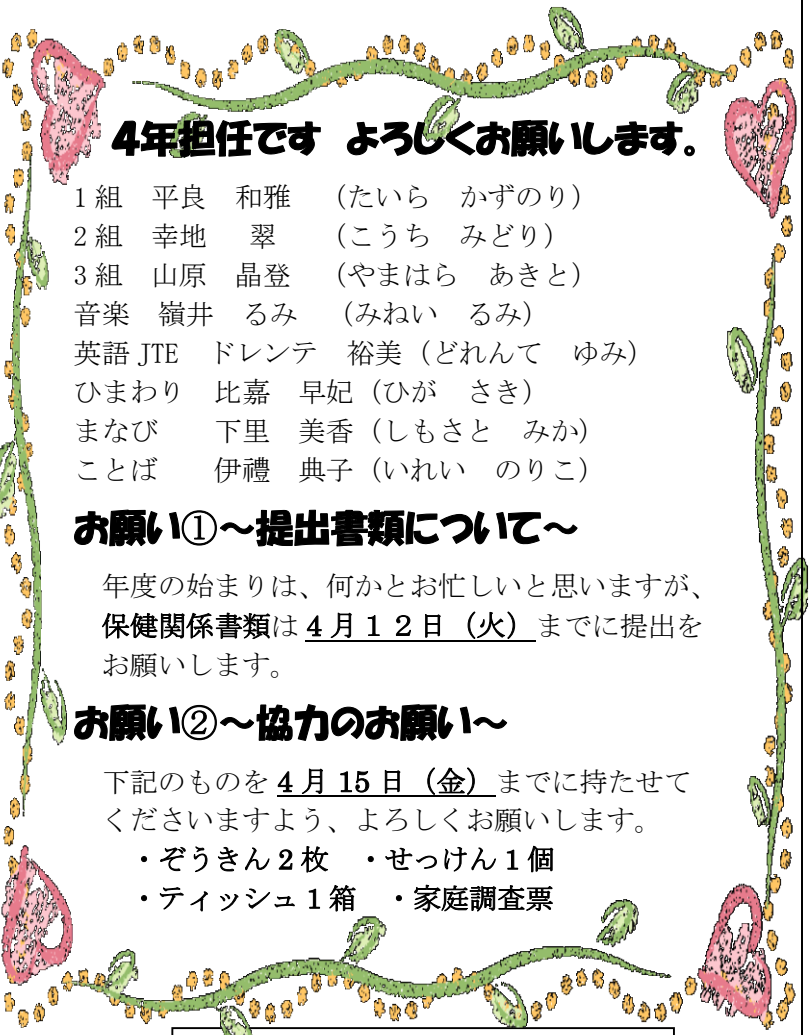 4年担任です　よろしくお願いします。
1組　平良　和雅　（たいら　かずのり）
2組　幸地　　翠　　（こうち　みどり）
3組　山原　晶登　　（やまはら　あきと）
音楽　嶺井　るみ　（みねい　るみ）
英語JTE　ドレンテ　裕美（どれんて　ゆみ）
ひまわり　比嘉　早妃（ひが　さき）
まなび　　下里　美香（しもさと　みか）
ことば　　伊禮　典子（いれい　のりこ）
お願い①～提出書類について～
年度の始まりは、何かとお忙しいと思いますが、
保健関係書類は４月１２日（火）までに提出を
お願いします。
お願い②～協力のお願い～
下記のものを４月15日（金）までに持たせて
くださいますよう、よろしくお願いします。
・ぞうきん２枚　・せっけん１個
・ティッシュ１箱　・家庭調査票